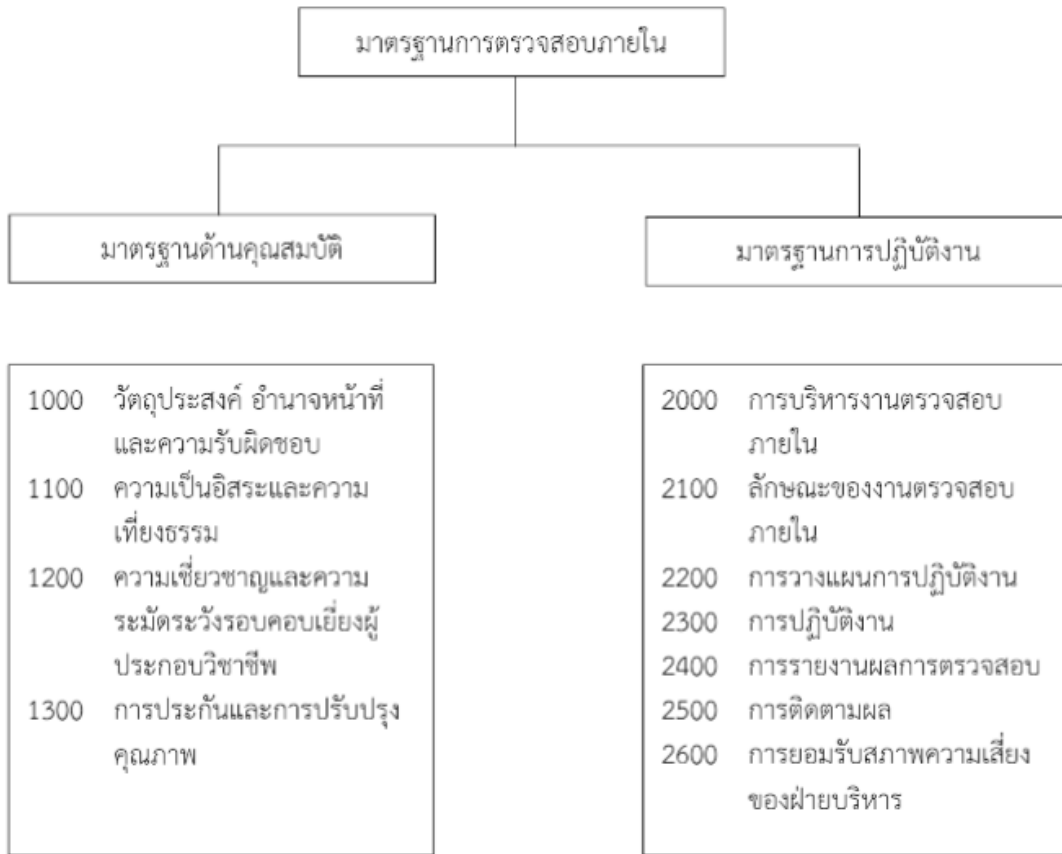 มาตรฐานการตรวจสอบภายใน
มาตรฐานด้านคุณสมบัติ
มาตรฐานการปฏิบัติงาน
1000 วัตถุประสงค์ อำนาจหน้าที่
และความรับผิดชอบ
1100 ความเป็นอิสระและความ
เที่ยงธรรม
1200 ความเชี่ยวชาญและความ
ระมัดระวังรอบคอบเยี่ยงผู้
ประกอบวิชาชีพ
1300 การประกันและการปรับปรุง
คุณภาพ
2000 การบริหารงานตรวจสอบ
ภายใน
2100 ลักษณะของงานตรวจสอบ
ภายใน
2200 การวางแผนการปฏิบัติงาน
2300 การปฏิบัติงาน
2400 การรายงานผลการตรวจสอบ
2500 การติดตามผล
2600 การยอมรับสภาพความเสี่ยง
ของฝ่ายบริหาร